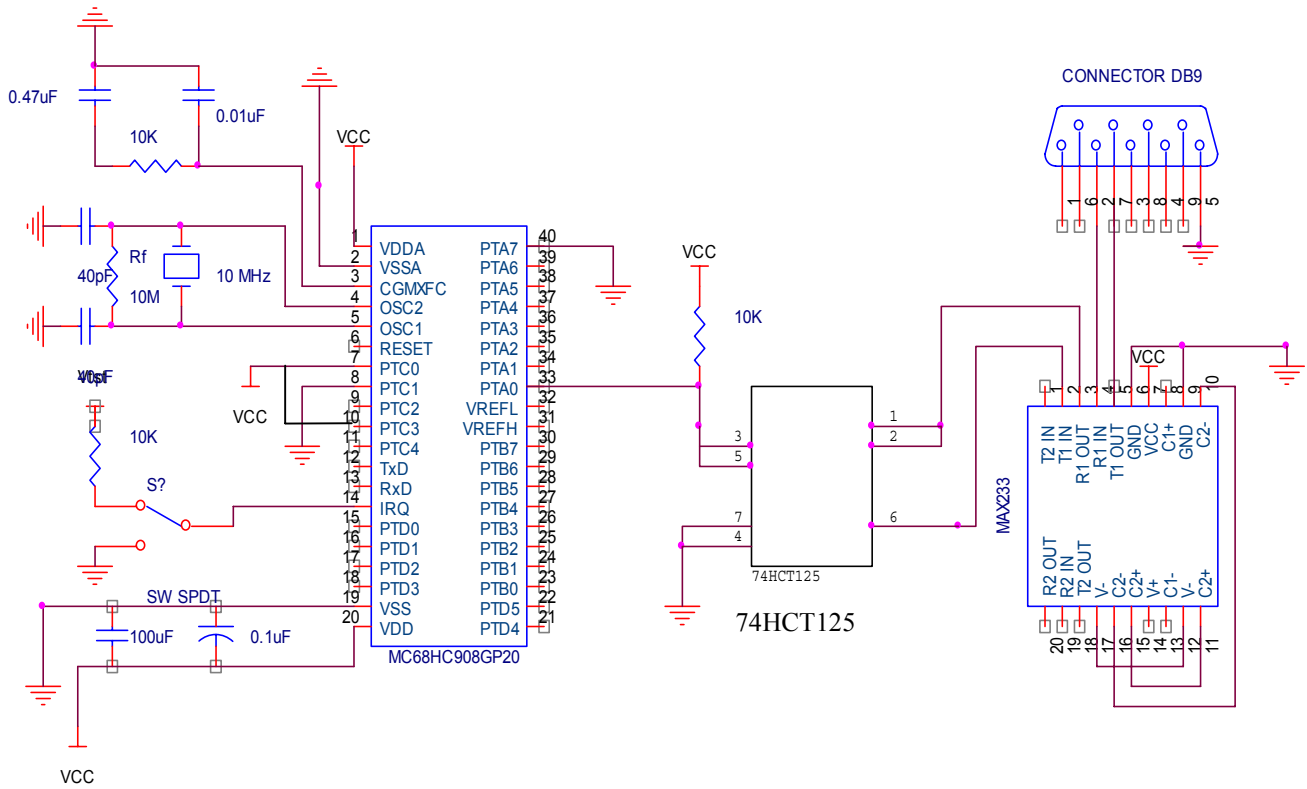 0.47uF
0.01uF
10K
VCC
Rf
40pF
10M
10 MHz
VCC
10K
S?
SW SPDT
100uF
0.1uF
VCC
1 VDDA
2 VSSA
3 CGMXFC
4 OSC2
5 OSC1
6 RESET
7 PTC0
8 PTC1
9 PTC2
10 PTC3
11 PTC4
12 TxD
13 RxD
14 IRQ
15 PTD0
16 PTD1
17 PTD2
18 PTD3
19 VSS
20 VDD
PTA7 40
PTA6 39
PTA5 38
PTA4 37
PTA3 36
PTA2 35
PTA1 34
PTA0 33
VREFL 32
VREFH 31
PTB7 30
PTB6 29
PTB5 28
PTB4 27
PTB3 26
PTB2 25
PTB1 24
PTB0 23
PTD5 22
PTD4 21
MC68HC908GP20
VCC
10K
3
5
7
4
1
2
6
74HCT125
74HCT125
CONNECTOR DB9
1
6
2
7
3
8
4
9
5
VCC
1 T2 IN
2 T1 IN
3 R1 OUT
4 R1 IN
5 T1 OUT
6 GND
7 VCC
8 C1+
9 GND
10 C2-
MAX233
R2 OUT 20
R2 IN 19
T2 OUT 18
V- 17
C2- 16
C2+ 15
V+ 14
C1- 13
V- 12
C2+ 11